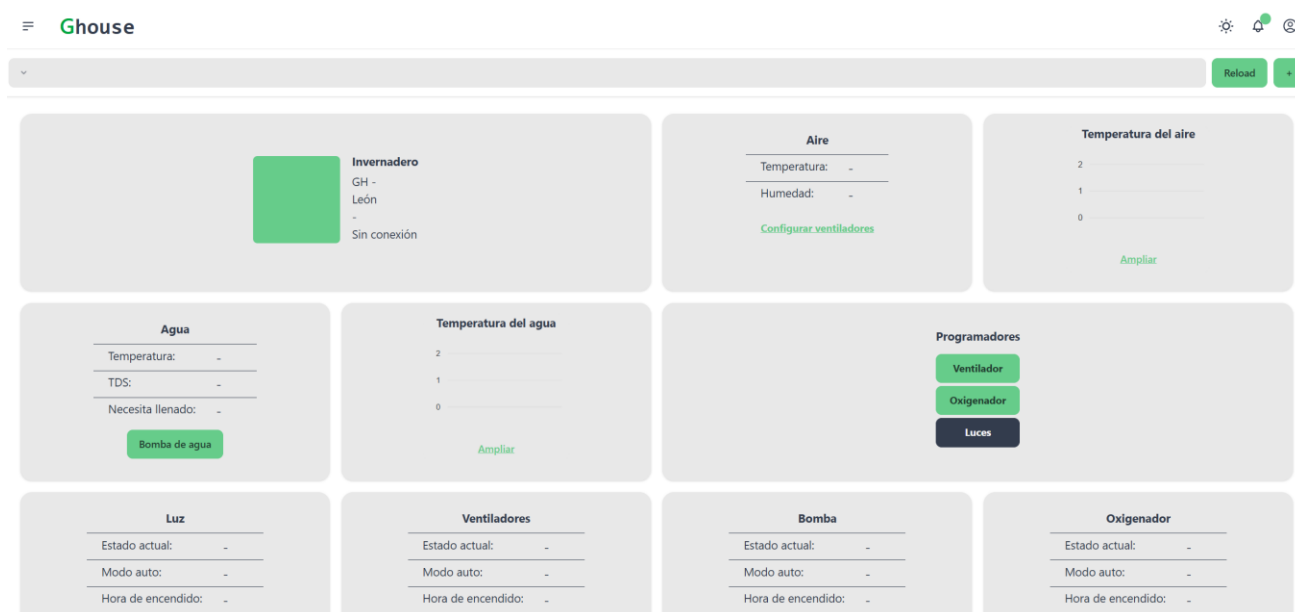 Ghouse
Reload +
Invernadero
GH -
León
-
Sin conexión
Aire
Temperatura: -
Humedad: -
Configurar ventiladores
Temperatura del aire
2
1
0
Ampliar
Agua
Temperatura: -
TDS: -
Necesita llenado: -
Bomba de agua
Temperatura del agua
2
1
0
Ampliar
Programadores
Ventilador
Oxigenador
Luces
Luz
Estado actual: -
Modo auto: -
Hora de encendido: -
Ventiladores
Estado actual: -
Modo auto: -
Hora de encendido: -
Bomba
Estado actual: -
Modo auto: -
Hora de encendido: -
Oxigenador
Estado actual: -
Modo auto: -
Hora de encendido: -